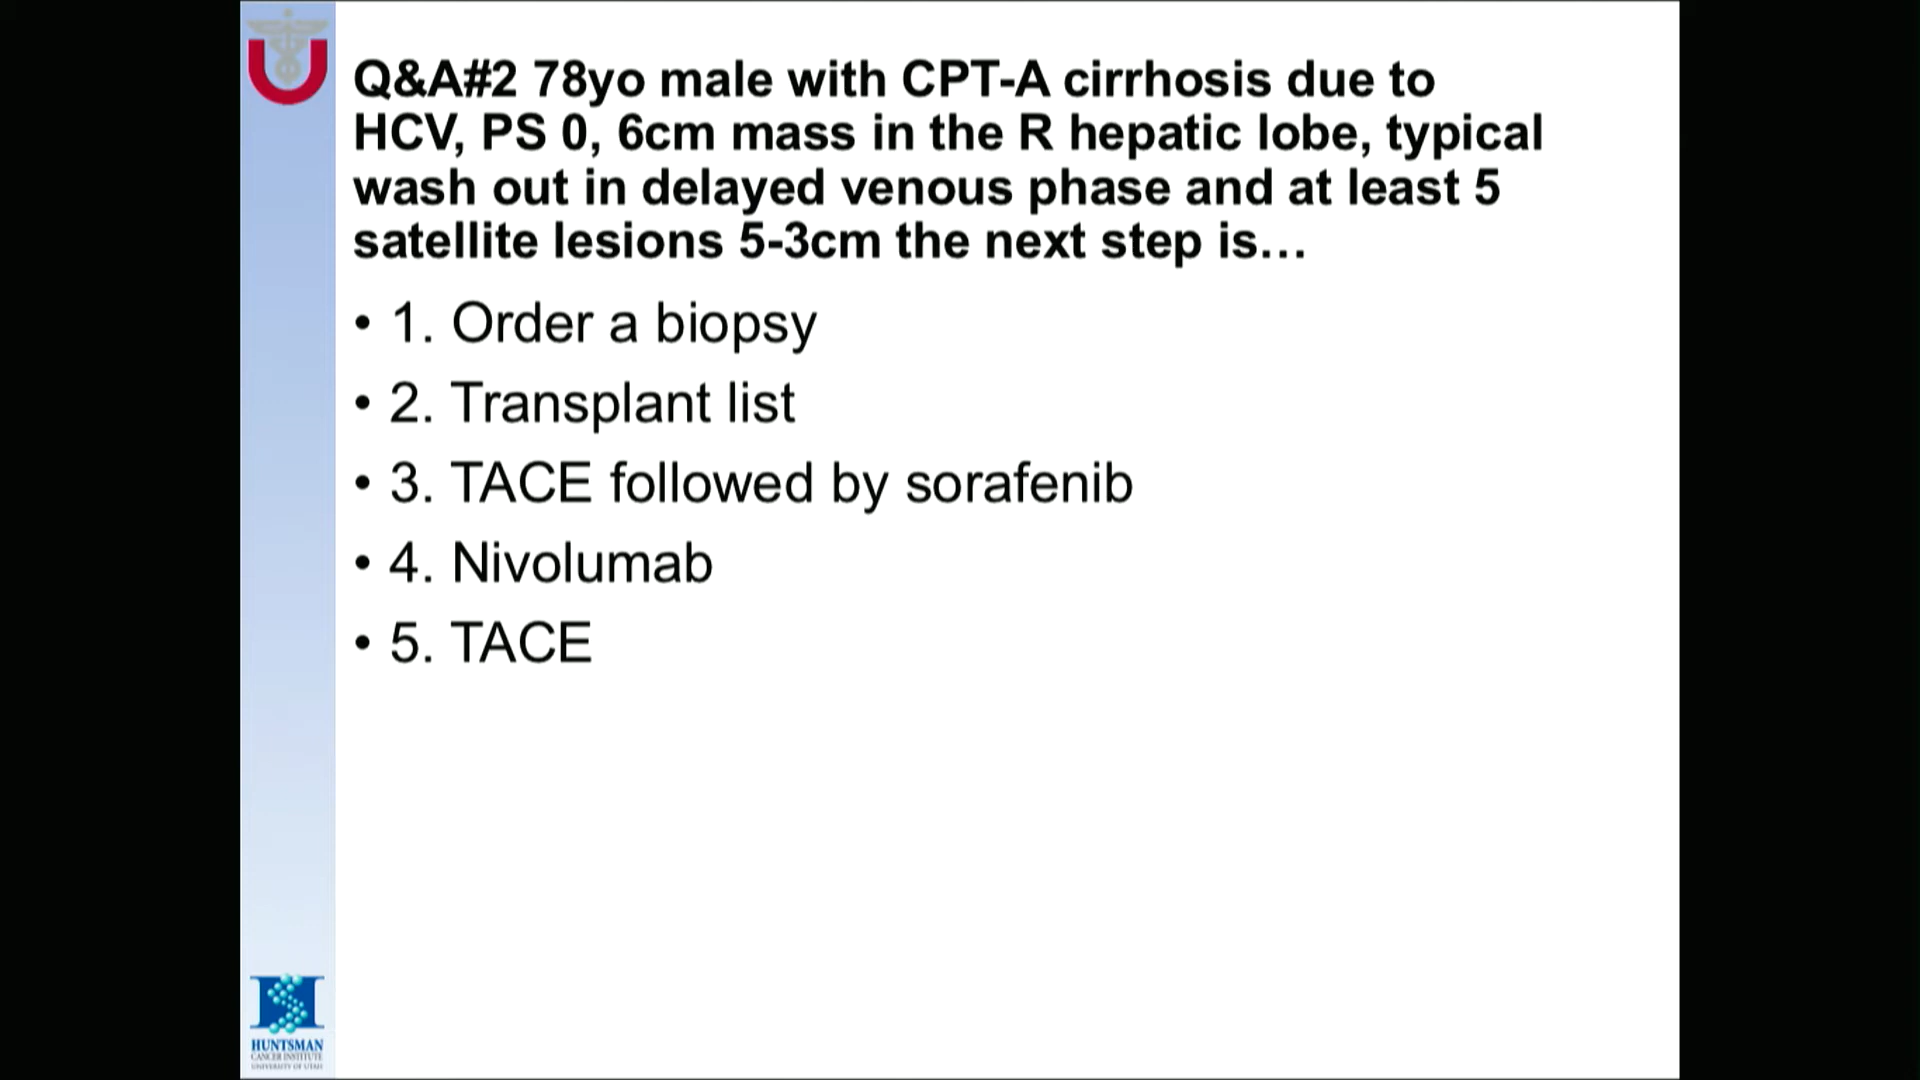 Q&A#2 78yo male with CPT-A cirrhosis due to
HCV, PS 0, 6cm mass in the R hepatic lobe, typical
wash out in delayed venous phase and at least 5
satellite lesions 5-3cm the next step is…
• 1. Order a biopsy
• 2. Transplant list
• 3. TACE followed by sorafenib
• 4. Nivolumab
• 5. TACE
HUNTSMAN
CANCER INSTITUTE
UNIVERSITY OF UTAH